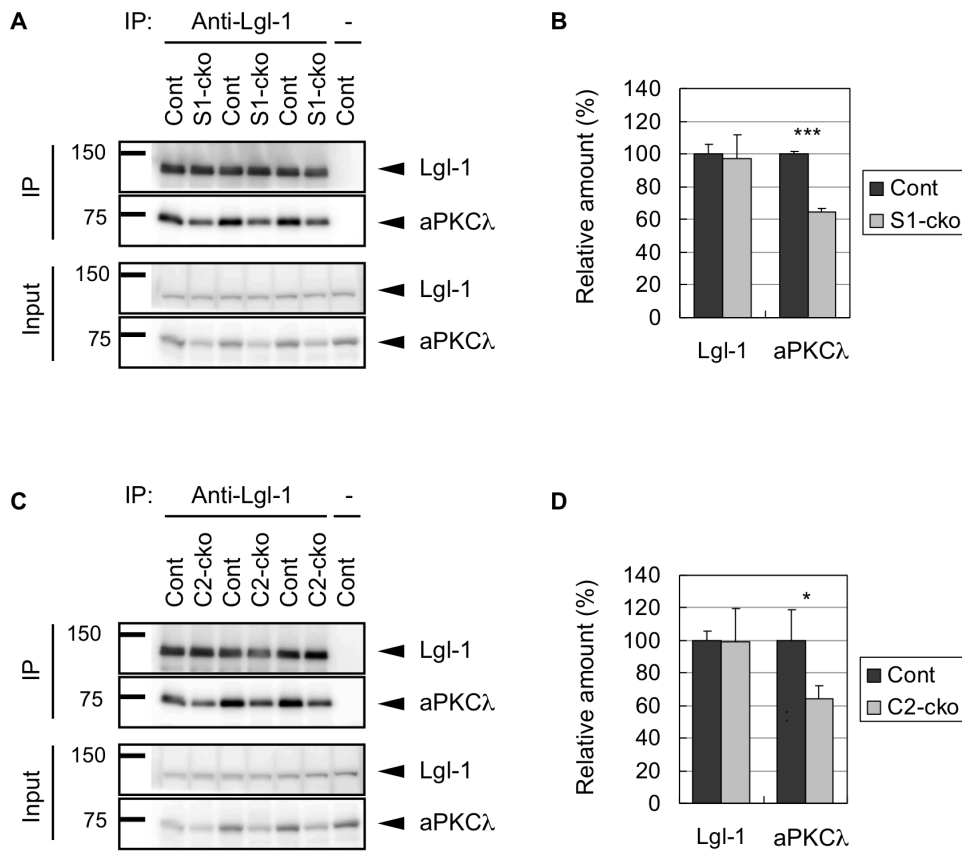 A
IP: Anti-Lgl-1 -
Cont S1-cko Cont S1-cko Cont S1-cko Cont
IP
150
Lgl-1
75
aPKCλ
Input
150
Lgl-1
75
aPKCλ
B
Relative amount (%)
140
120
100
80
60
40
20
0
***
Lgl-1 aPKCλ
Cont
S1-cko
C
IP: Anti-Lgl-1 -
Cont C2-cko Cont C2-cko Cont C2-cko Cont
IP
150
Lgl-1
75
aPKCλ
Input
150
Lgl-1
75
aPKCλ
D
Relative amount (%)
140
120
100
80
60
40
20
0
*
Lgl-1 aPKCλ
Cont
C2-cko